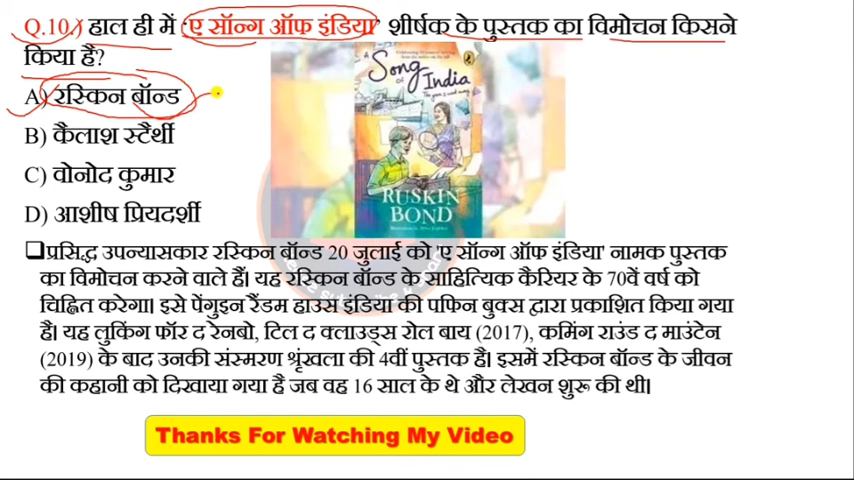 Q.10.) हाल ही में 'ए सॉन्ग ऑफ इंडिया' शीर्षक के पुस्तक का विमोचन किसने
किया है?
A) रस्किन बॉन्ड
B) कैलाश स्टैर्थी
C) वोनोद कुमार
D) आशीष प्रियदर्शी
A Song of India
RUSKIN
BOND
❑प्रसिद्ध उपन्यासकार रस्किन बॉन्ड 20 जुलाई को 'ए सॉन्ग ऑफ इंडिया' नामक पुस्तक
का विमोचन करने वाले हैं। यह रस्किन बॉन्ड के साहित्यिक कैरियर के 70वें वर्ष को
चिह्नित करेगा। इसे पेंगुइन रैंडम हाउस इंडिया की पफिन बुक्स द्वारा प्रकाशित किया गया
है। यह लुकिंग फॉर द रेनबो, टिल द क्लाउड्स रोल बाय (2017), कमिंग राउंड द माउंटेन
(2019) के बाद उनकी संस्मरण श्रृंखला की 4वीं पुस्तक है। इसमें रस्किन बॉन्ड के जीवन
की कहानी को दिखाया गया है जब वह 16 साल के थे और लेखन शुरू की थी।
Thanks For Watching My Video